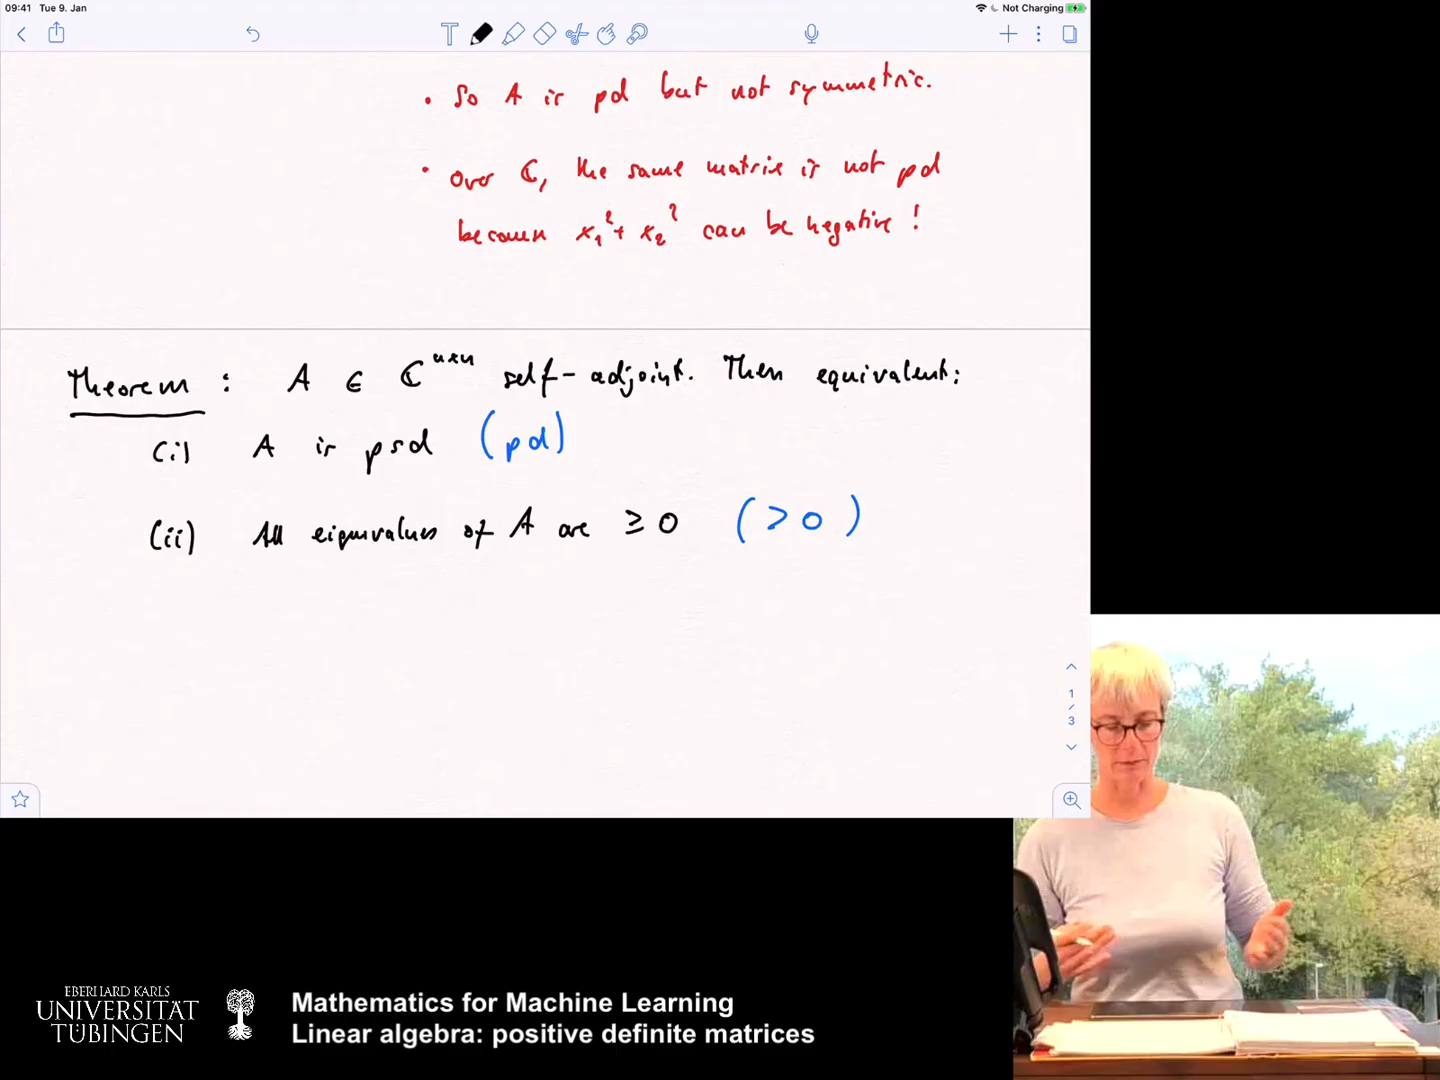 09:41 Tue 9. Jan
Not Charging
T
• So A is pd but not symmetric.
• Over ℂ, the same matrix is not pd
because x₁² + x₂² can be negative!
Theorem : A ∈ ℂⁿˣⁿ self-adjoint. Then equivalent:
(i) A is psd (pd)
(ii) All eigenvalues of A are ≥ 0 (> 0)
1
/
3
EBERHARD KARLS
UNIVERSITÄT
TÜBINGEN
Mathematics for Machine Learning
Linear algebra: positive definite matrices